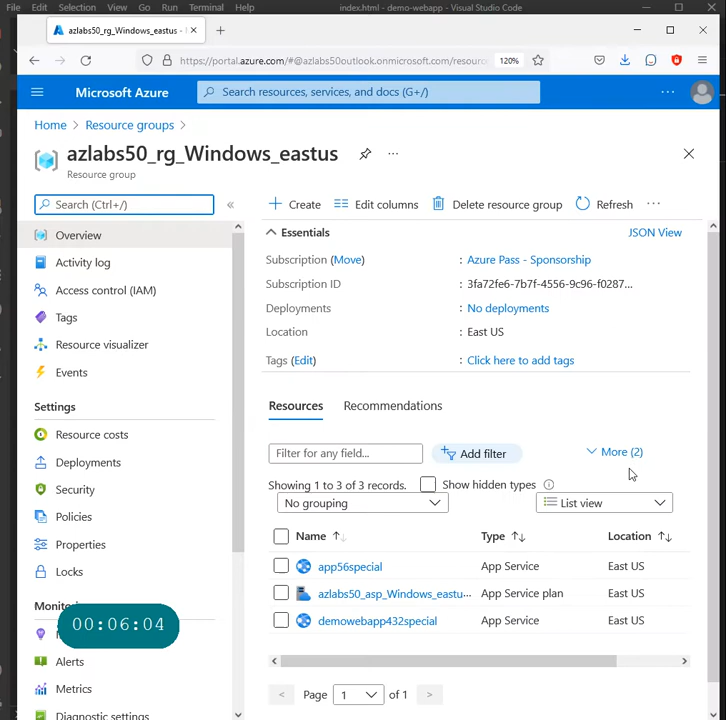 File Edit Selection View Go Run Terminal Help index.html - demo-webapp - Visual Studio Code
azlabs50_rg_Windows_eastus -
https://portal.azure.com/#@azlabs50outlook.onmicrosoft.com/resourc 120%
Microsoft Azure
Search resources, services, and docs (G+/)
Home > Resource groups >
azlabs50_rg_Windows_eastus
Resource group
Search (Ctrl+/)
Overview
Activity log
Access control (IAM)
Tags
Resource visualizer
Events
Settings
Resource costs
Deployments
Security
Policies
Properties
Locks
Monito
00:06:04
Alerts
Metrics
Diagnostic settings
Create Edit columns Delete resource group Refresh ...
Essentials JSON View
Subscription (Move) : Azure Pass - Sponsorship
Subscription ID : 3fa72fe6-7b7f-4556-9c96-f0287...
Deployments : No deployments
Location : East US
Tags (Edit) : Click here to add tags
Resources Recommendations
Filter for any field... Add filter More (2)
Showing 1 to 3 of 3 records. Show hidden types
No grouping List view
Name Type Location
app56special App Service East US
azlabs50_asp_Windows_eastu... App Service plan East US
demowebapp432special App Service East US
< Page 1 of 1 >